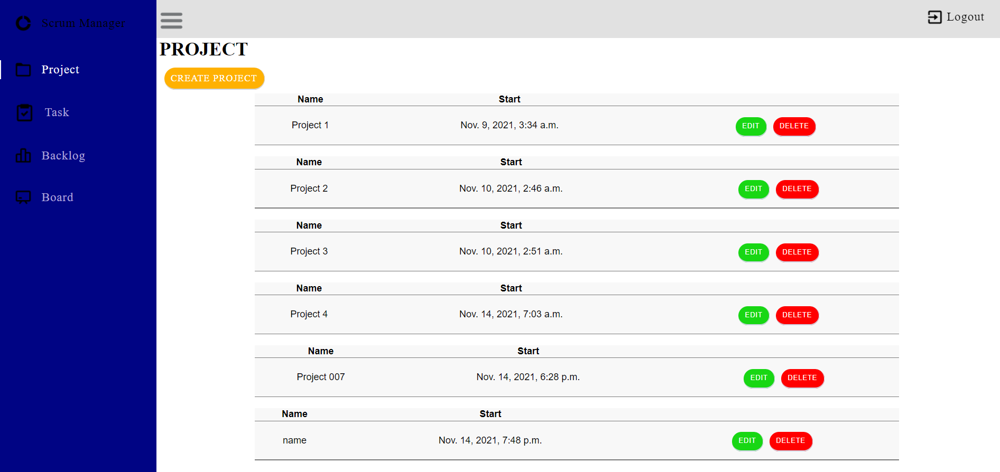 Scrum Manager
Project
Task
Backlog
Board
Logout
PROJECT
CREATE PROJECT
Name Start
Project 1 Nov. 9, 2021, 3:34 a.m. EDIT DELETE
Name Start
Project 2 Nov. 10, 2021, 2:46 a.m. EDIT DELETE
Name Start
Project 3 Nov. 10, 2021, 2:51 a.m. EDIT DELETE
Name Start
Project 4 Nov. 14, 2021, 7:03 a.m. EDIT DELETE
Name Start
Project 007 Nov. 14, 2021, 6:28 p.m. EDIT DELETE
Name Start
name Nov. 14, 2021, 7:48 p.m. EDIT DELETE